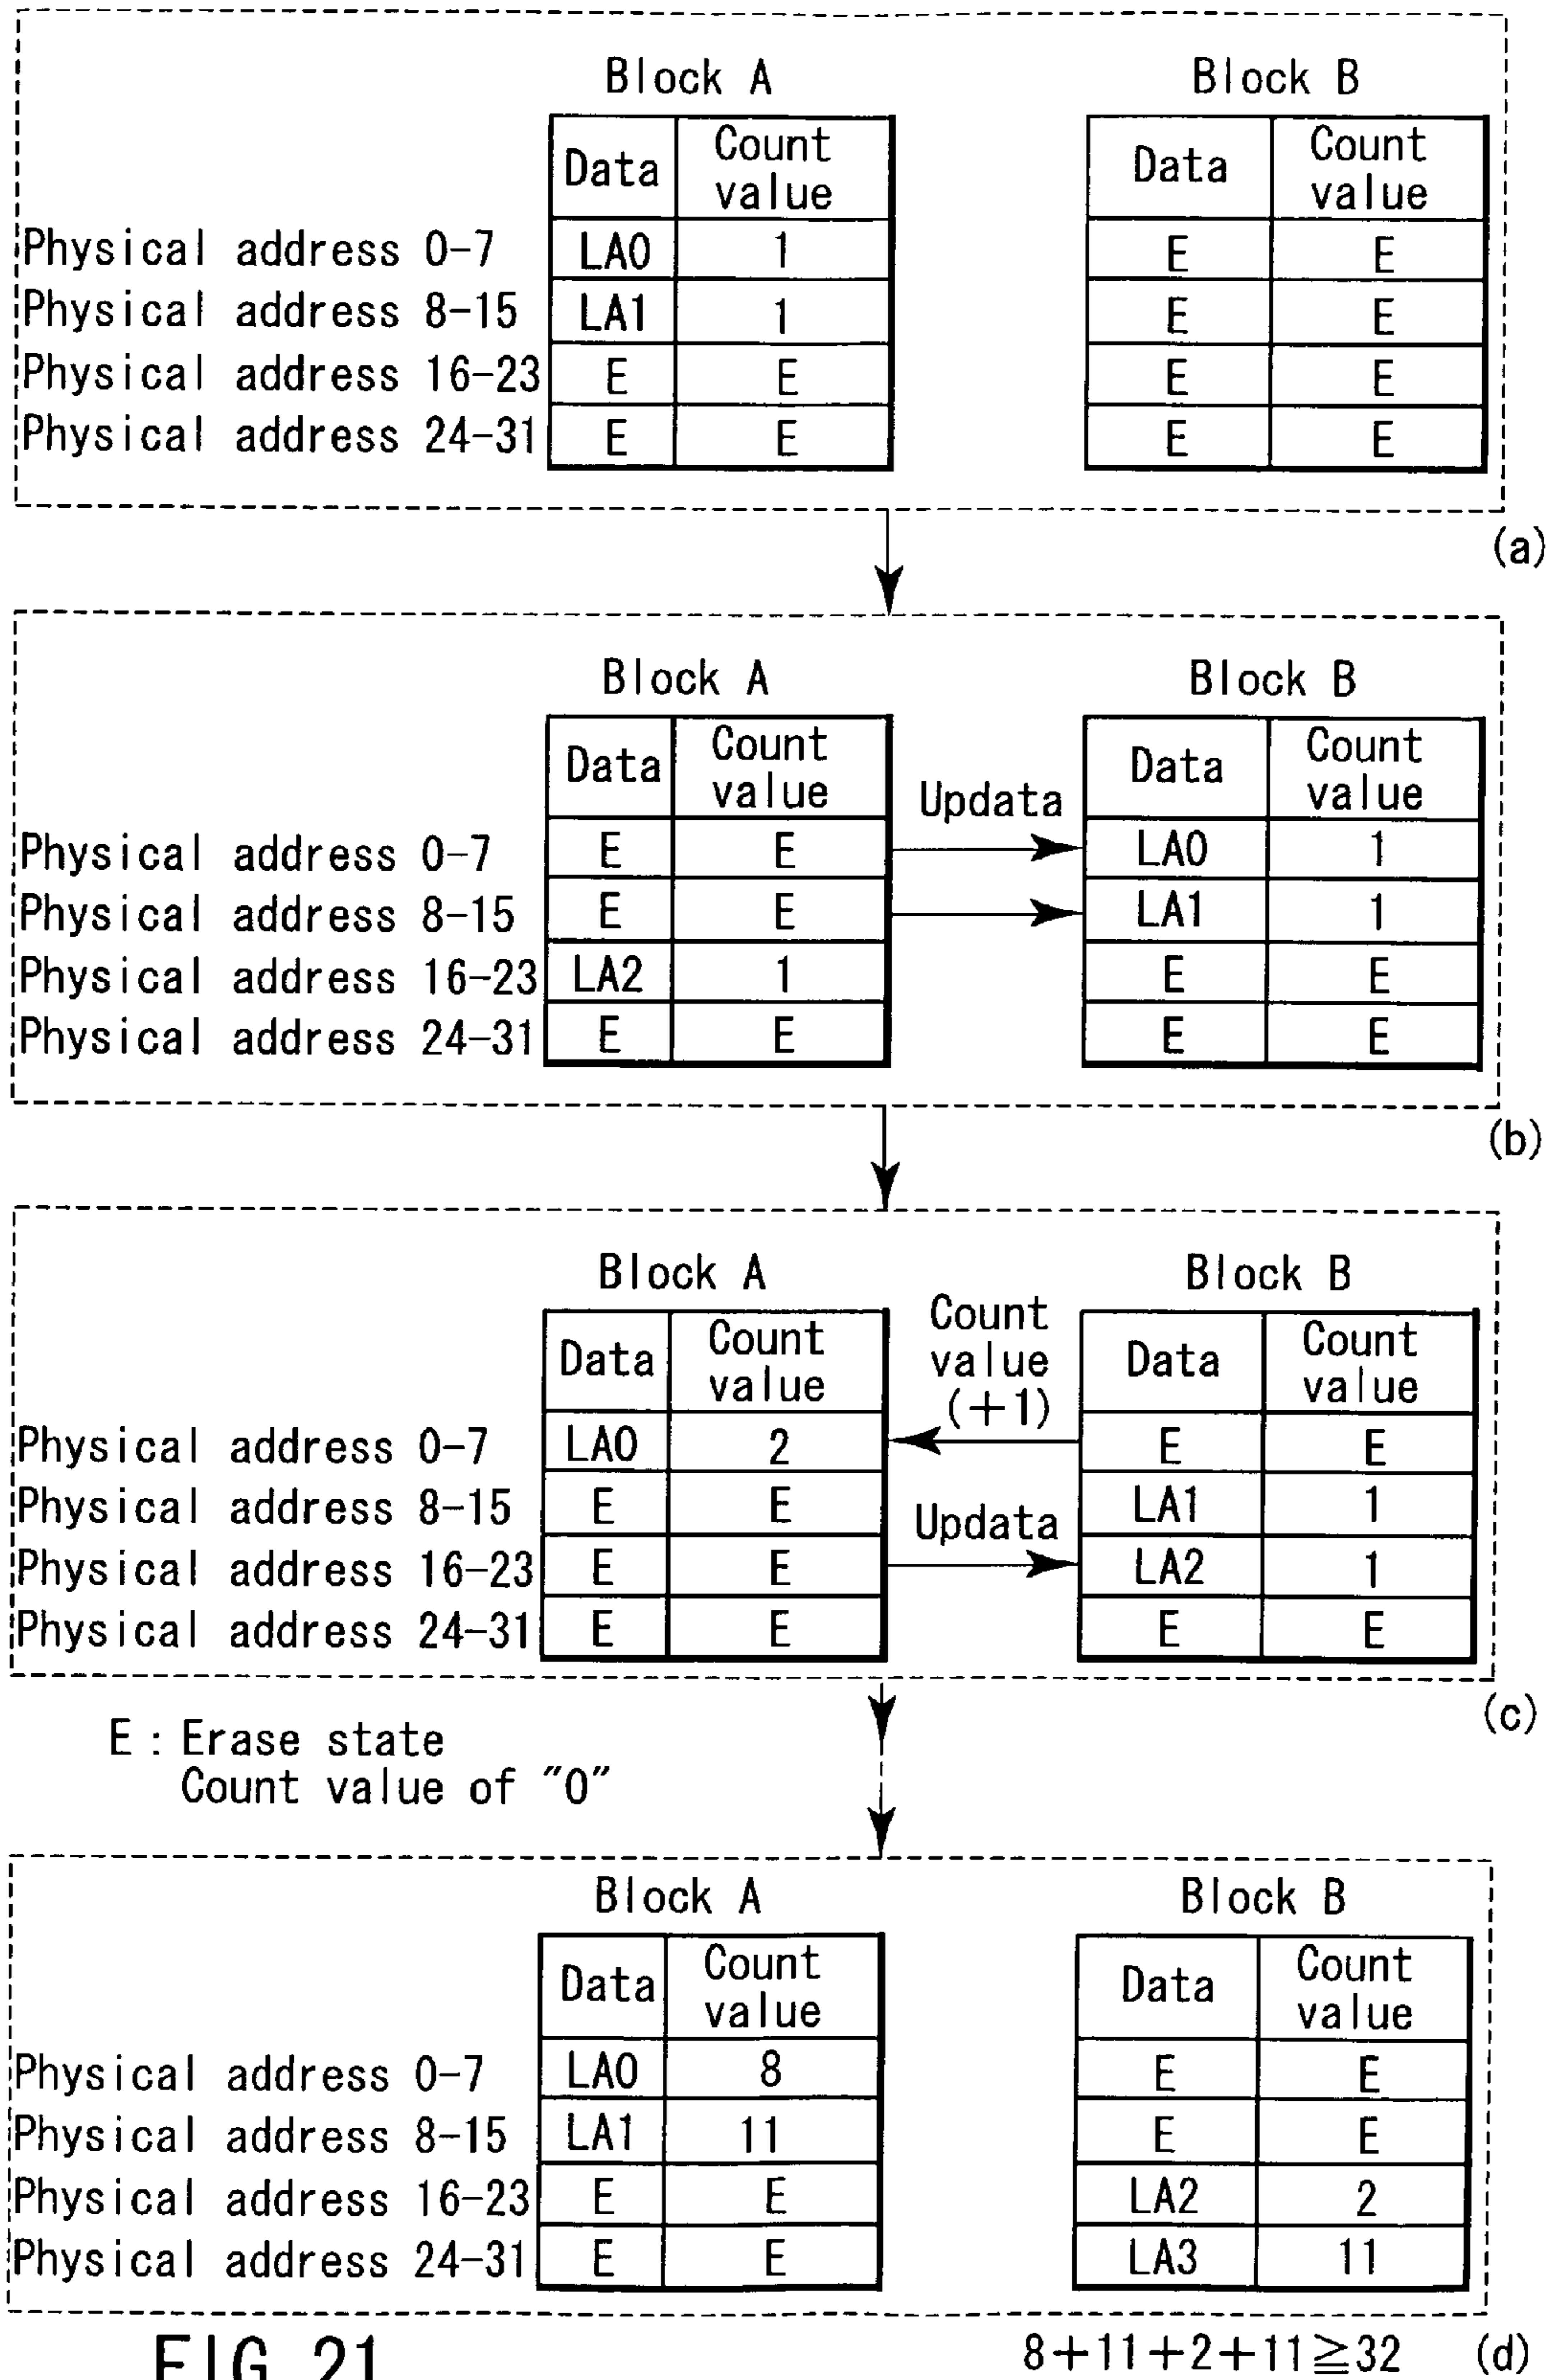 Block A Block B
Data Count value Data Count value
Physical address 0-7 LA0 1 E E
Physical address 8-15 LA1 1 E E
Physical address 16-23 E E E E
Physical address 24-31 E E E E
(a)
Block A Block B
Data Count value Updata Data Count value
Physical address 0-7 E E LA0 1
Physical address 8-15 E E LA1 1
Physical address 16-23 LA2 1 E E
Physical address 24-31 E E E E
(b)
Block A Block B
Data Count value Count value (+1) Data Count value
Physical address 0-7 LA0 2 E E
Physical address 8-15 E E Updata LA1 1
Physical address 16-23 E E LA2 1
Physical address 24-31 E E E E
(c)
E : Erase state
Count value of "0"
Block A Block B
Data Count value Data Count value
Physical address 0-7 LA0 8 E E
Physical address 8-15 LA1 11 E E
Physical address 16-23 E E LA2 2
Physical address 24-31 E E LA3 11
FIG. 21 8+11+2+11≧32 (d)